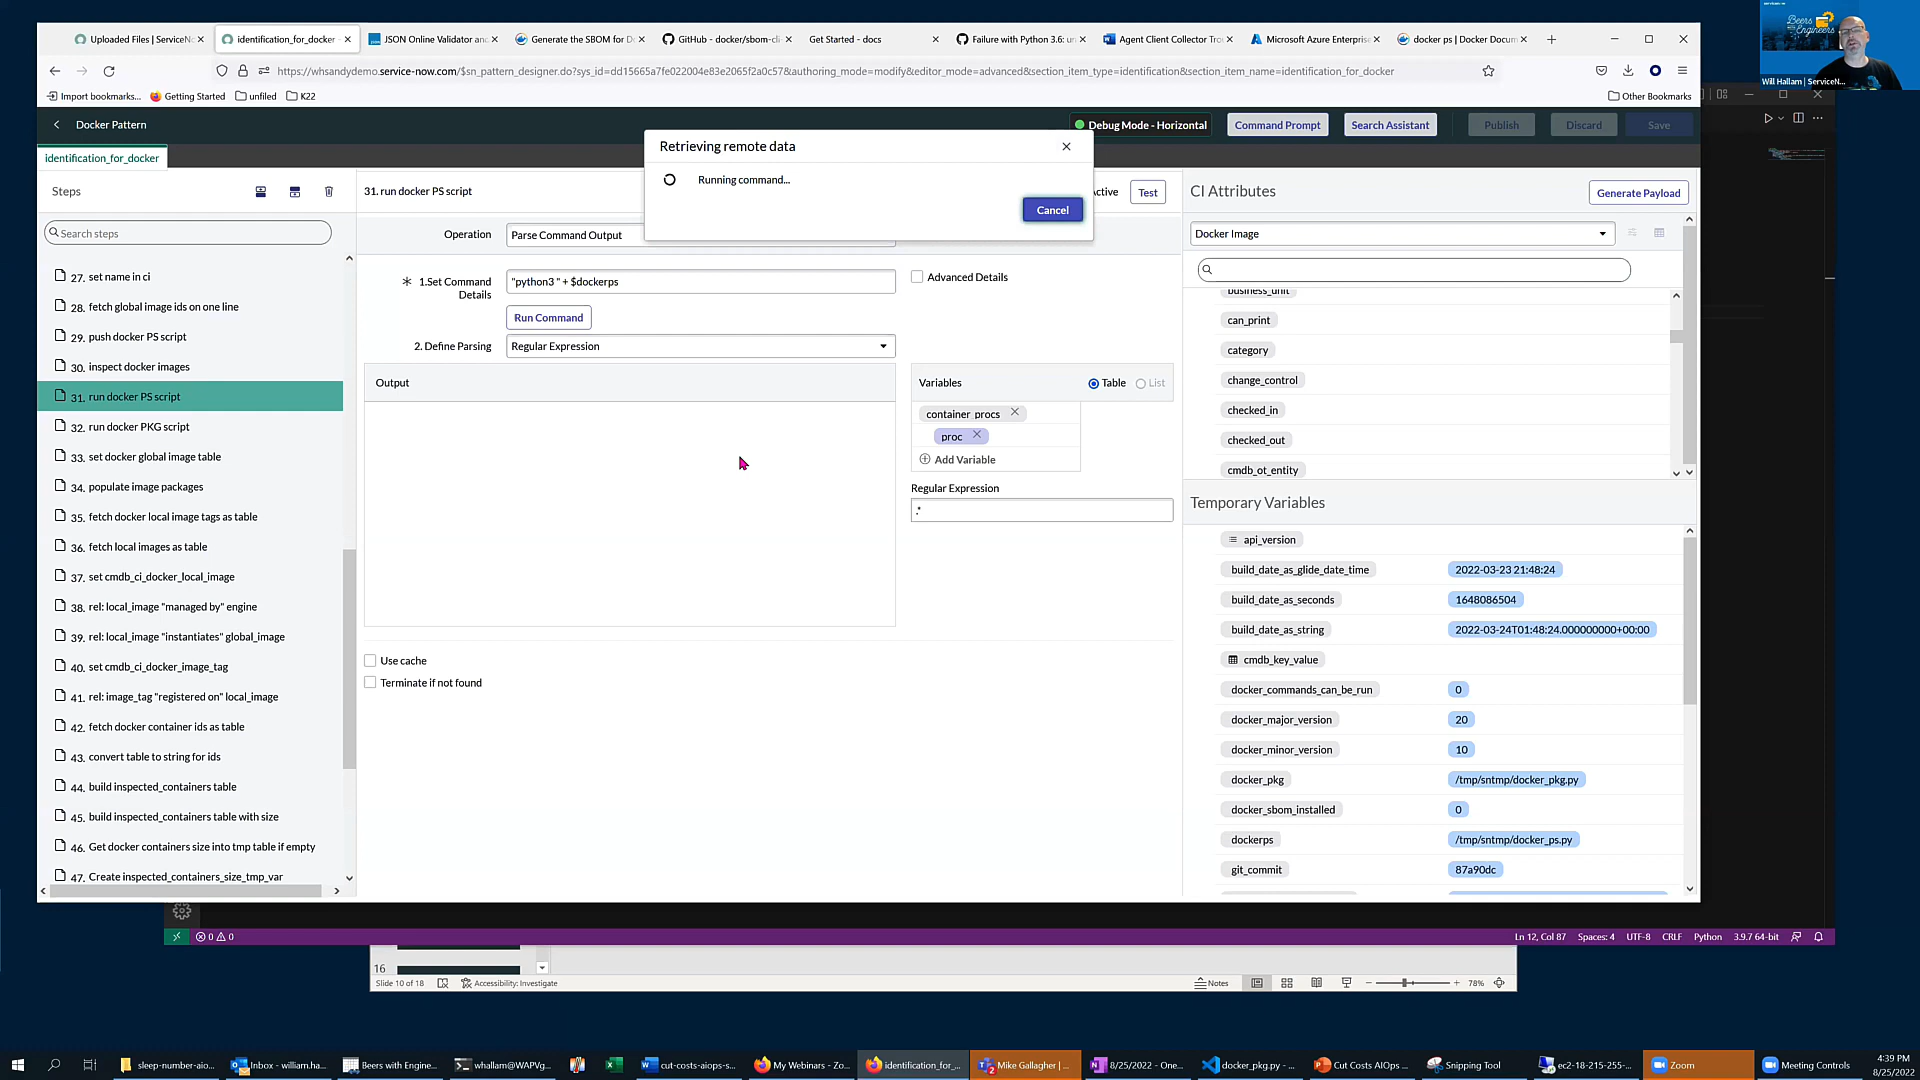 Uploaded Files | ServiceNo
identification_for_docker
JSON Online Validator and
Generate the SBOM for Do
GitHub - docker/sbom-cli
Get Started - docs
Failure with Python 3.6: un
Agent Client Collector Trou
Microsoft Azure Enterprise
docker ps | Docker Docum
https://whsandydemo.service-now.com/$sn_pattern_designer.do?sys_id=dd15665a7fe022004e83e2065f2a0c57&authoring_mode=modify&editor_mode=advanced&section_item_type=identification&section_item_name=identification_for_docker
Import bookmarks...
Getting Started
unfiled
K22
Other Bookmarks
Beers
Engineers
Will Hallam | ServiceN...
Docker Pattern
Debug Mode - Horizontal
Command Prompt
Search Assistant
Publish
Discard
Save
identification_for_docker
Retrieving remote data
Running command...
Cancel
Steps
Search steps
27. set name in ci
28. fetch global image ids on one line
29. push docker PS script
30. inspect docker images
31. run docker PS script
32. run docker PKG script
33. set docker global image table
34. populate image packages
35. fetch docker local image tags as table
36. fetch local images as table
37. set cmdb_ci_docker_local_image
38. rel: local_image "managed by" engine
39. rel: local_image "instantiates" global_image
40. set cmdb_ci_docker_image_tag
41. rel: image_tag "registered on" local_image
42. fetch docker container ids as table
43. convert table to string for ids
44. build inspected_containers table
45. build inspected_containers table with size
46. Get docker containers size into tmp table if empty
47. Create inspected_containers_size_tmp_var
31. run docker PS script
ctive
Test
Operation
Parse Command Output
1.Set Command Details
"python3 " + $dockerps
Advanced Details
Run Command
2. Define Parsing
Regular Expression
Output
Variables
Table
List
container_procs
proc
Add Variable
Regular Expression
.*
Use cache
Terminate if not found
CI Attributes
Generate Payload
Docker Image
business_unit
can_print
category
change_control
checked_in
checked_out
cmdb_ot_entity
Temporary Variables
api_version
build_date_as_glide_date_time 2022-03-23 21:48:24
build_date_as_seconds 1648086504
build_date_as_string 2022-03-24T01:48:24.000000000+00:00
cmdb_key_value
docker_commands_can_be_run 0
docker_major_version 20
docker_minor_version 10
docker_pkg /tmp/sntmp/docker_pkg.py
docker_sbom_installed 0
dockerps /tmp/sntmp/docker_ps.py
git_commit 87a90dc
0 0
Ln 12, Col 87 Spaces: 4 UTF-8 CRLF Python 3.9.7 64-bit
16
Slide 10 of 18
Accessibility: Investigate
Notes
78%
sleep-number-aio...
Inbox - william.ha...
Beers with Engine...
whallam@WAPVg...
cut-costs-aiops-s...
My Webinars - Zo...
identification_for_...
Mike Gallagher | ...
8/25/2022 - One...
docker_pkg.py - ...
Cut Costs AIOps ...
Snipping Tool
ec2-18-215-255-...
Zoom
Meeting Controls
4:39 PM
8/25/2022